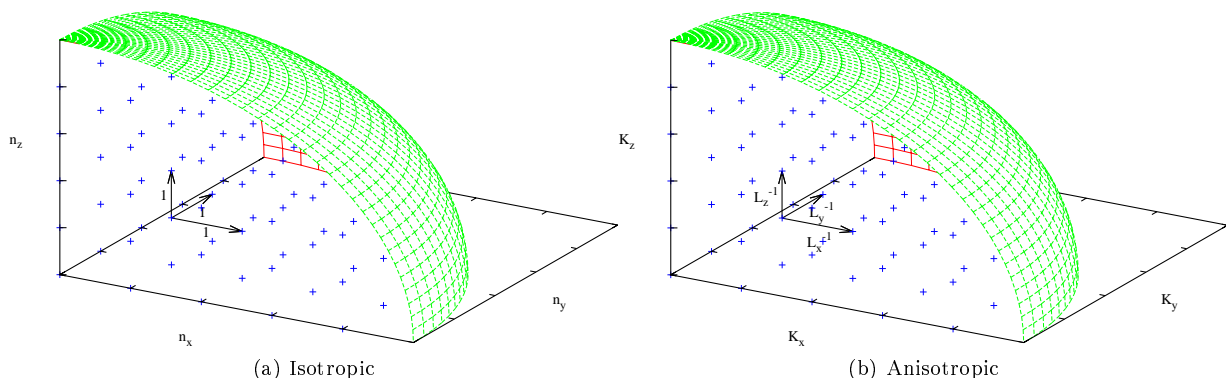 n_z
1
1
1
n_x
n_y
(a) Isotropic
K_z
L_z^-1
L_y^-1
L_x^-1
K_x
K_y
(b) Anisotropic